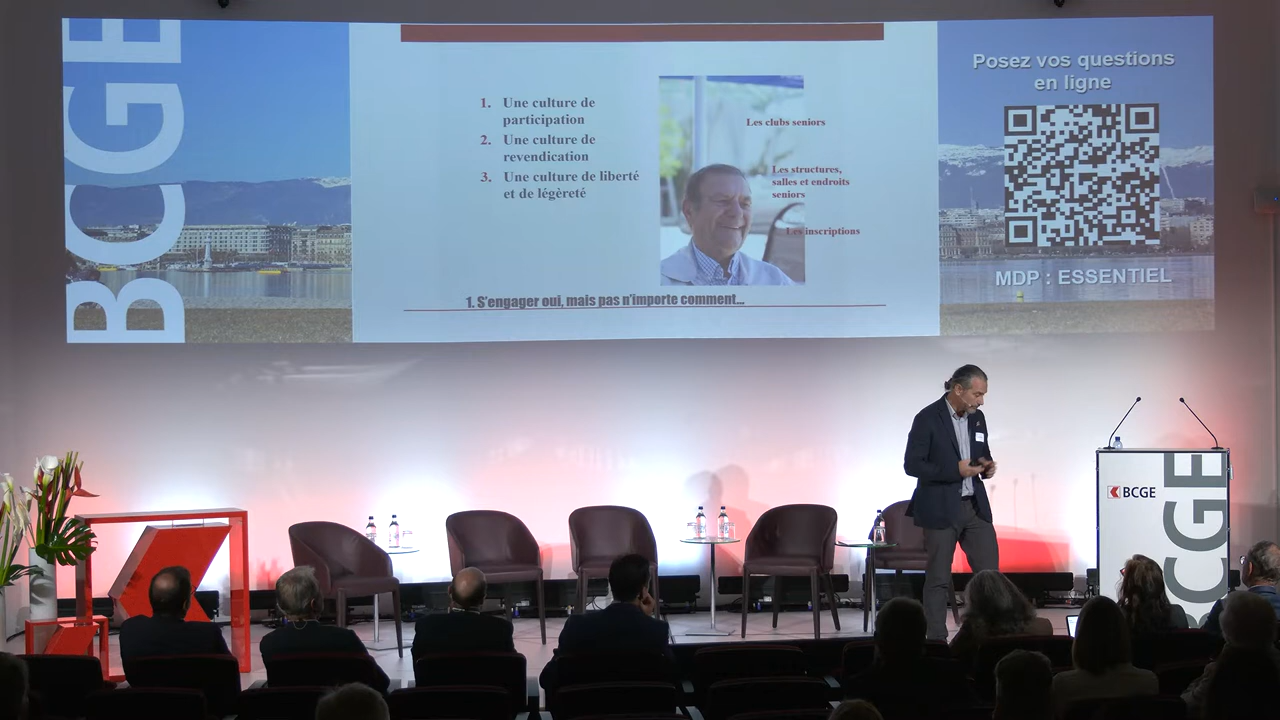 BCGE
1. Une culture de
participation
2. Une culture de
revendication
3. Une culture de liberté
et de légèreté
Les clubs seniors
Les structures,
salles et endroits
seniors
Les inscriptions
1. S'engager oui, mais pas n'importe comment...
Posez vos questions
en ligne
MDP : ESSENTIEL
BCGE
BCGE